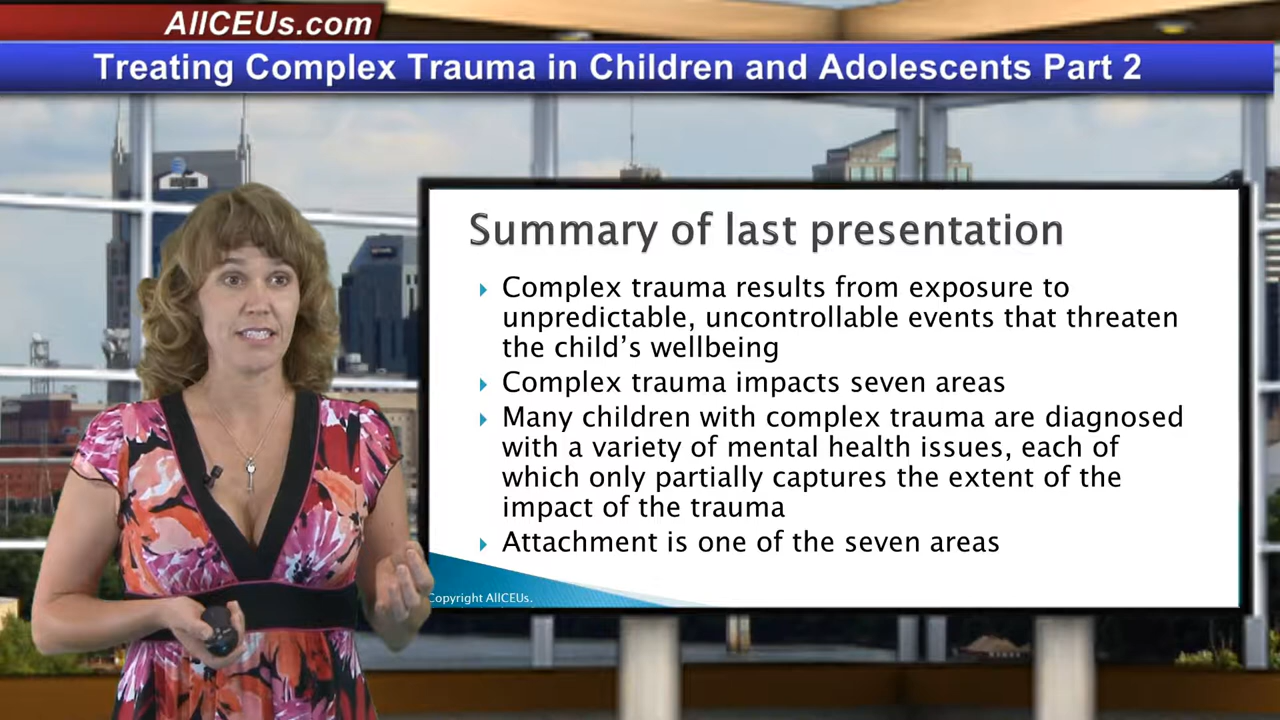 AllCEUs.com
Treating Complex Trauma in Children and Adolescents Part 2
Summary of last presentation
Complex trauma results from exposure to
unpredictable, uncontrollable events that threaten
the child’s wellbeing
Complex trauma impacts seven areas
Many children with complex trauma are diagnosed
with a variety of mental health issues, each of
which only partially captures the extent of the
impact of the trauma
Attachment is one of the seven areas
Copyright AllCEUs.